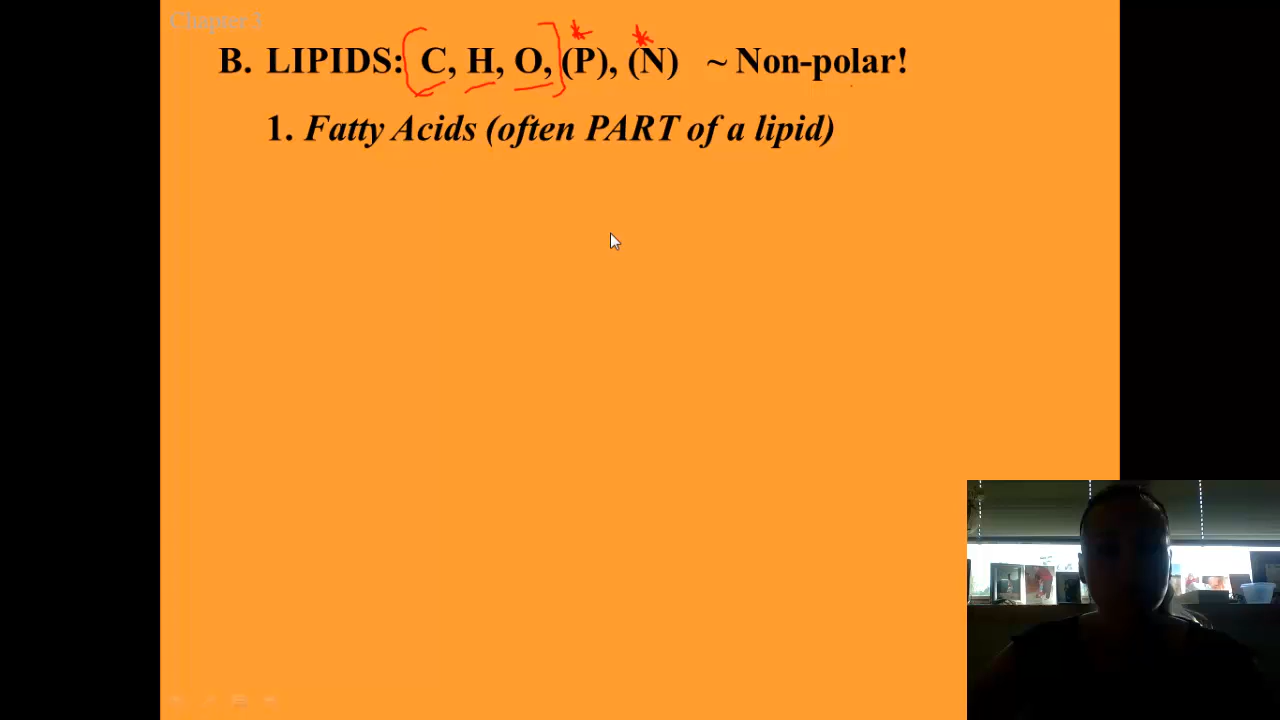 Chapter 3
B. LIPIDS: C, H, O, (P), (N) ~ Non-polar!
1. Fatty Acids (often PART of a lipid)